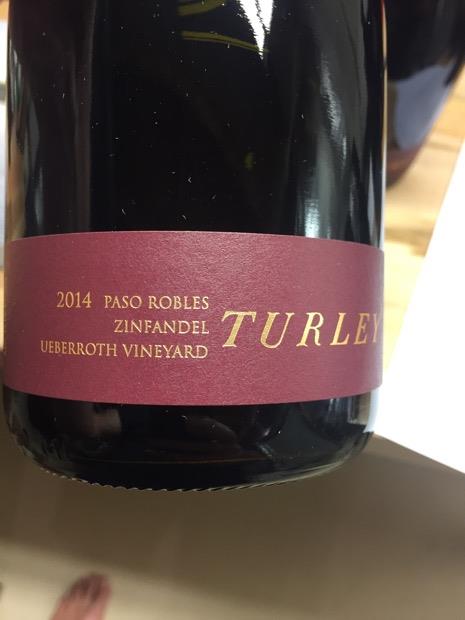 2014 PASO ROBLES
ZINFANDEL
UEBERROTH VINEYARD
TURLEY